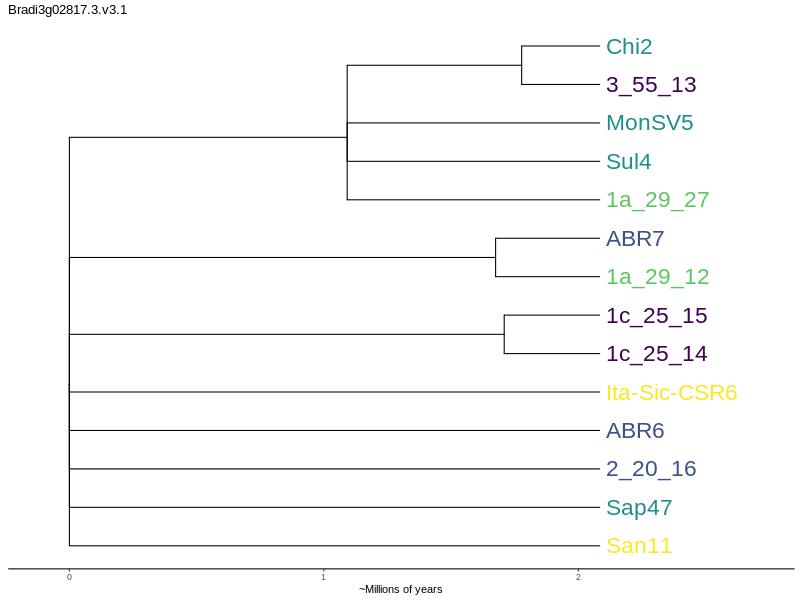 Bradi3g02817.3.v3.1
Chi2
3_55_13
MonSV5
Sul4
1a_29_27
ABR7
1a_29_12
1c_25_15
1c_25_14
Ita-Sic-CSR6
ABR6
2_20_16
Sap47
San11
0 1 2
~Millions of years